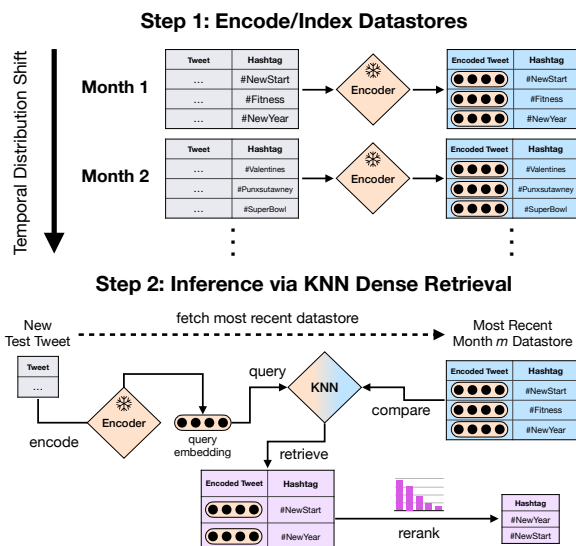 Step 1: Encode/Index Datastores
Temporal Distribution Shift
Month 1
Tweet Hashtag
... #NewStart
... #Fitness
... #NewYear
Encoder
Encoded Tweet Hashtag
#NewStart
#Fitness
#NewYear
Month 2
Tweet Hashtag
... #Valentines
... #Punxsutawney
... #SuperBowl
Encoder
Encoded Tweet Hashtag
#Valentines
#Punxsutawney
#SuperBowl
Step 2: Inference via KNN Dense Retrieval
New
Test Tweet
fetch most recent datastore
Most Recent
Month m Datastore
Tweet
...
encode
Encoder
query
embedding
query
KNN
compare
Encoded Tweet Hashtag
#NewStart
#Fitness
#NewYear
retrieve
Encoded Tweet Hashtag
#NewStart
#NewYear
rerank
Hashtag
#NewYear
#NewStart